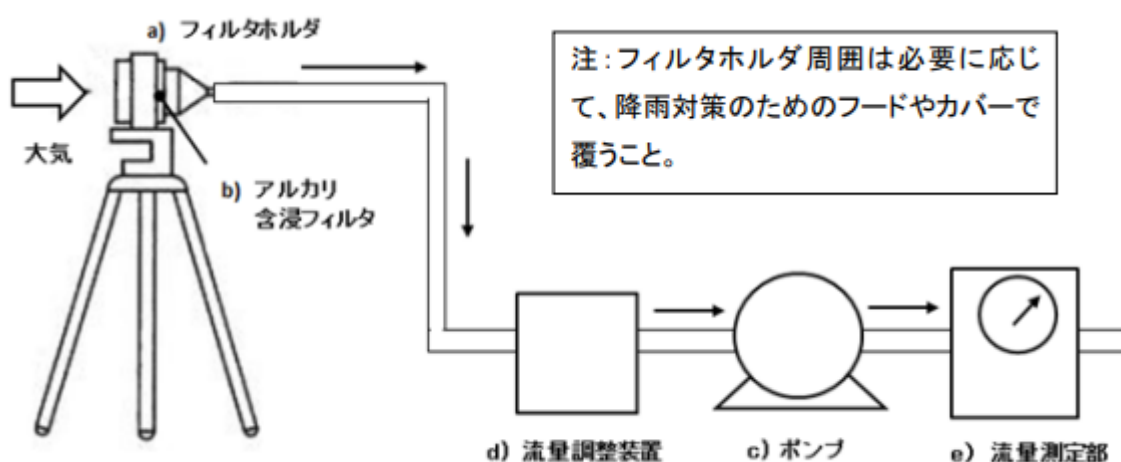 a) フィルタホルダ
注：フィルタホルダ周囲は必要に応じ
て、降雨対策のためのフードやカバーで
覆うこと。
大気
b) アルカリ
含浸フィルタ
d) 流量調整装置
c) ポンプ
e) 流量測定部